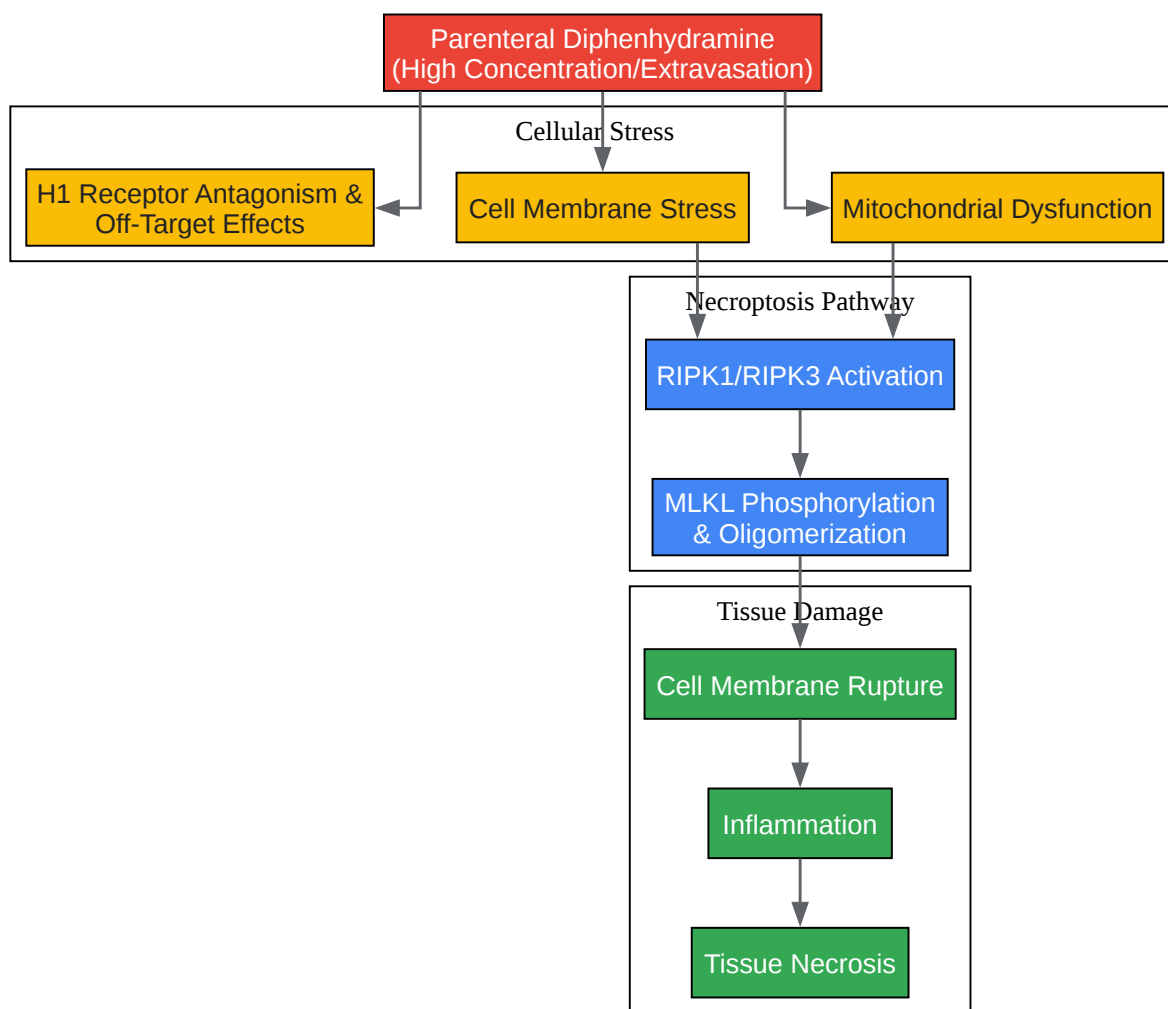 Parenteral Diphenhydramine
(High Concentration/Extravasation)
Cellular Stress
H1 Receptor Antagonism &
Off-Target Effects
Cell Membrane Stress
Mitochondrial Dysfunction
Necroptosis Pathway
RIPK1/RIPK3 Activation
MLKL Phosphorylation
& Oligomerization
Tissue Damage
Cell Membrane Rupture
Inflammation
Tissue Necrosis